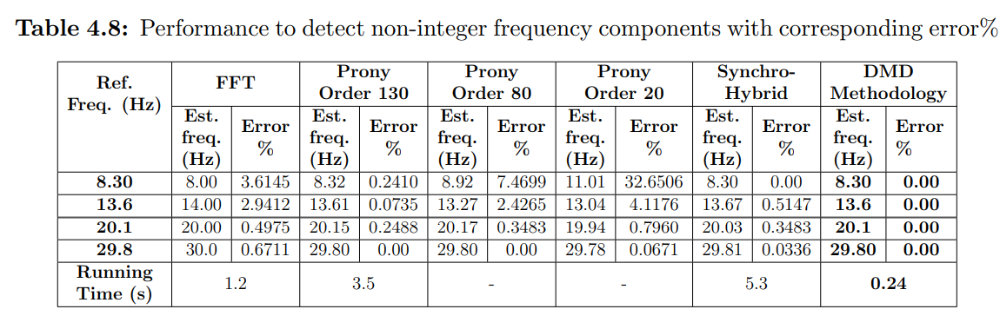 Table 4.8: Performance to detect non-integer frequency components with corresponding error%
Ref. Freq. (Hz) FFT Prony Order 130 Prony Order 80 Prony Order 20 Synchro-Hybrid DMD Methodology
Est. freq. (Hz) Error % Est. freq. (Hz) Error % Est. freq. (Hz) Error % Est. freq. (Hz) Error % Est. freq. (Hz) Error % Est. freq. (Hz) Error %
8.30 8.00 3.6145 8.32 0.2410 8.92 7.4699 11.01 32.6506 8.30 0.00 8.30 0.00
13.6 14.00 2.9412 13.61 0.0735 13.27 2.4265 13.04 4.1176 13.67 0.5147 13.6 0.00
20.1 20.00 0.4975 20.15 0.2488 20.17 0.3483 19.94 0.7960 20.03 0.3483 20.1 0.00
29.8 30.0 0.6711 29.80 0.00 29.80 0.00 29.78 0.0671 29.81 0.0336 29.80 0.00
Running Time (s) 1.2 3.5 - - 5.3 0.24